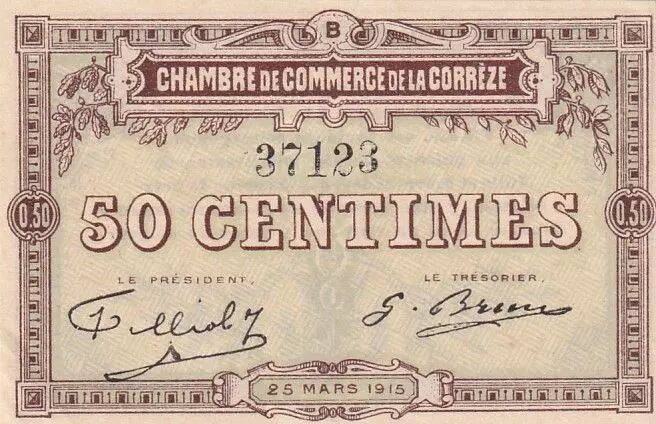 B
CHAMBRE DE COMMERCE DE LA CORRÈZE
37123
0.50 50 CENTIMES 0.50
LE PRÉSIDENT, LE TRÉSORIER,
25 MARS 1915